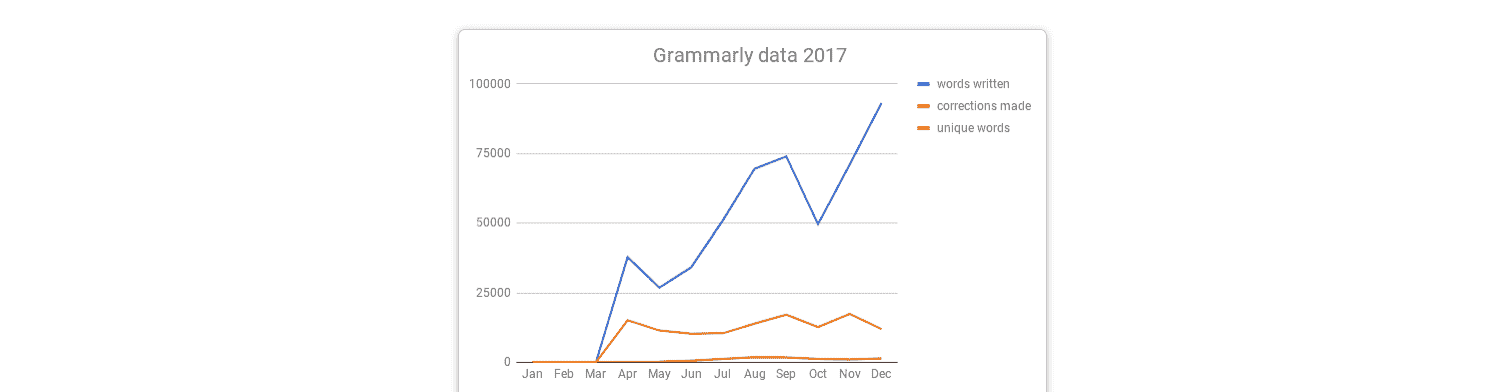 Grammarly data 2017
100000
75000
50000
25000
0
Jan Feb Mar Apr May Jun Jul Aug Sep Oct Nov Dec
words written
corrections made
unique words